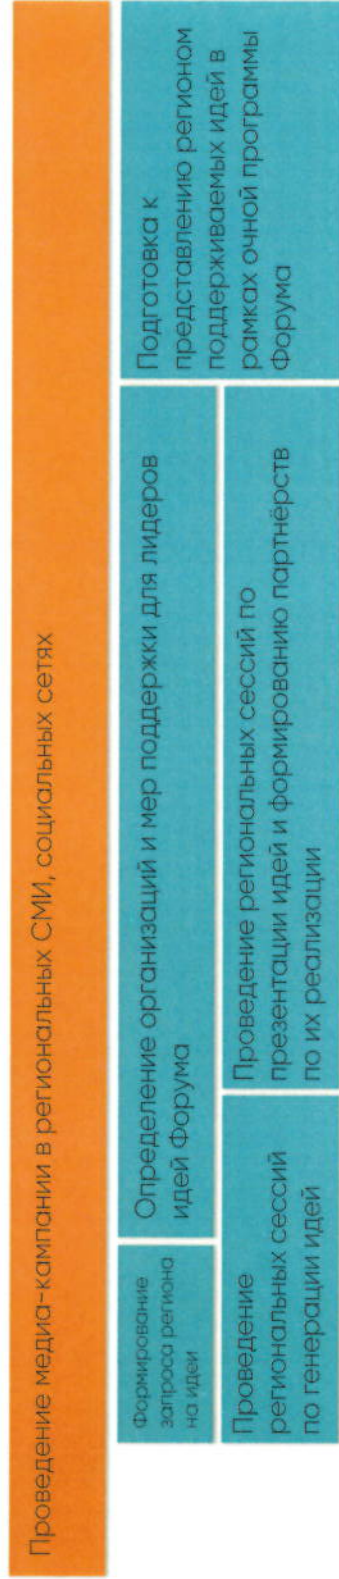 Проведение медиа-кампании в региональных СМИ, социальных сетях
Формирование
запроса региона
на идеи
Определение организаций и мер поддержки для лидеров
идей Форума
Подготовка к
представлению регионом
поддерживаемых идей в
рамках очной программы
Форума
Проведение
региональных сессий
по генерации идей
Проведение региональных сессий по
презентации идей и формированию партнёрств
по их реализации